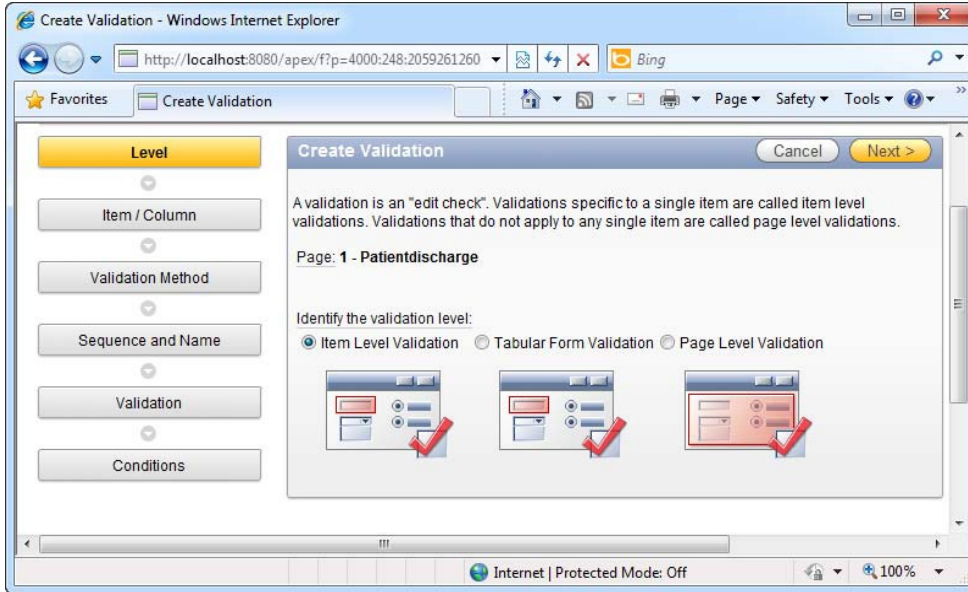 Create Validation - Windows Internet Explorer
http://localhost:8080/apex/f?p=4000:248:2059261260
Bing
Favorites
Create Validation
Page
Safety
Tools
Level
Item / Column
Validation Method
Sequence and Name
Validation
Conditions
Create Validation
Cancel
Next >
A validation is an "edit check". Validations specific to a single item are called item level
validations. Validations that do not apply to any single item are called page level validations.
Page: 1 - Patientdischarge
Identify the validation level:
Item Level Validation Tabular Form Validation Page Level Validation
Internet | Protected Mode: Off
100%